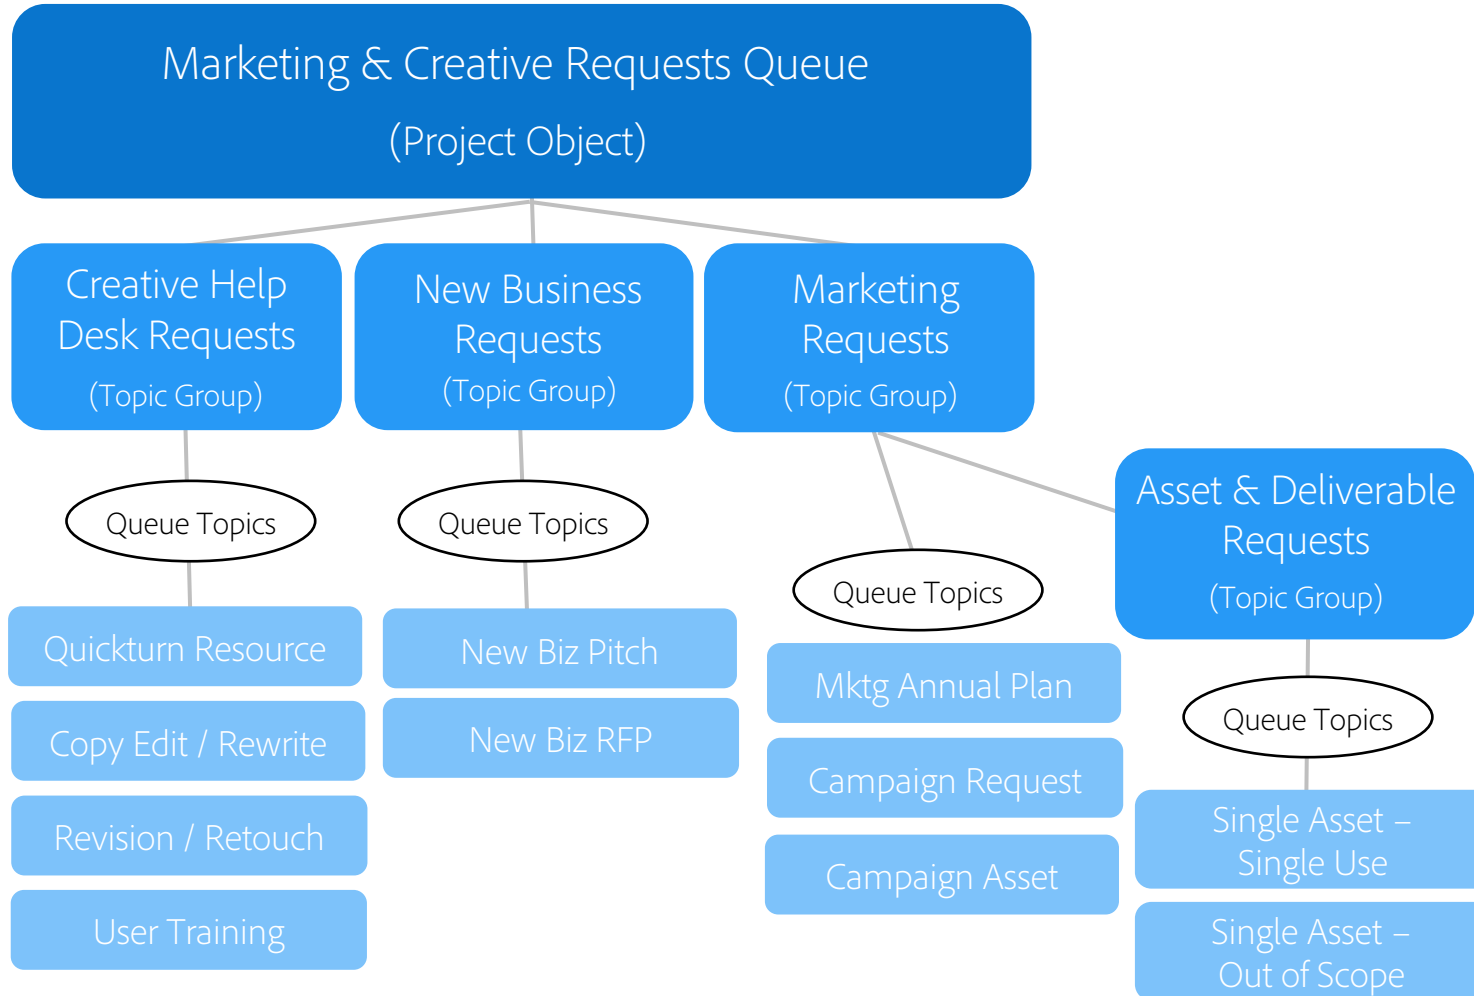 Marketing & Creative Requests Queue
(Project Object)
Creative Help
Desk Requests
(Topic Group)
New Business
Requests
(Topic Group)
Marketing
Requests
(Topic Group)
Asset & Deliverable
Requests
(Topic Group)
Queue Topics
Quickturn Resource
Copy Edit / Rewrite
Revision / Retouch
User Training
Queue Topics
New Biz Pitch
New Biz RFP
Queue Topics
Mktg Annual Plan
Campaign Request
Campaign Asset
Queue Topics
Single Asset –
Single Use
Single Asset –
Out of Scope